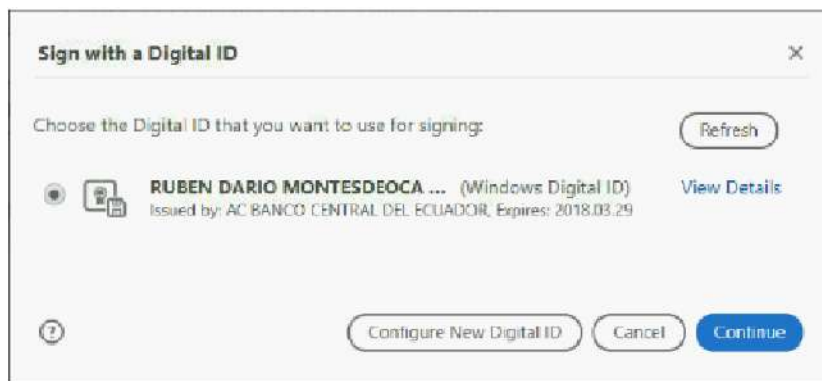 Sign with a Digital ID
Choose the Digital ID that you want to use for signing:
Refresh
RUBEN DARIO MONTESDEOCA ... (Windows Digital ID)
View Details
Issued by: AC BANCO CENTRAL DEL ECUADOR, Expires: 2018.03.29
?
Configure New Digital ID
Cancel
Continue